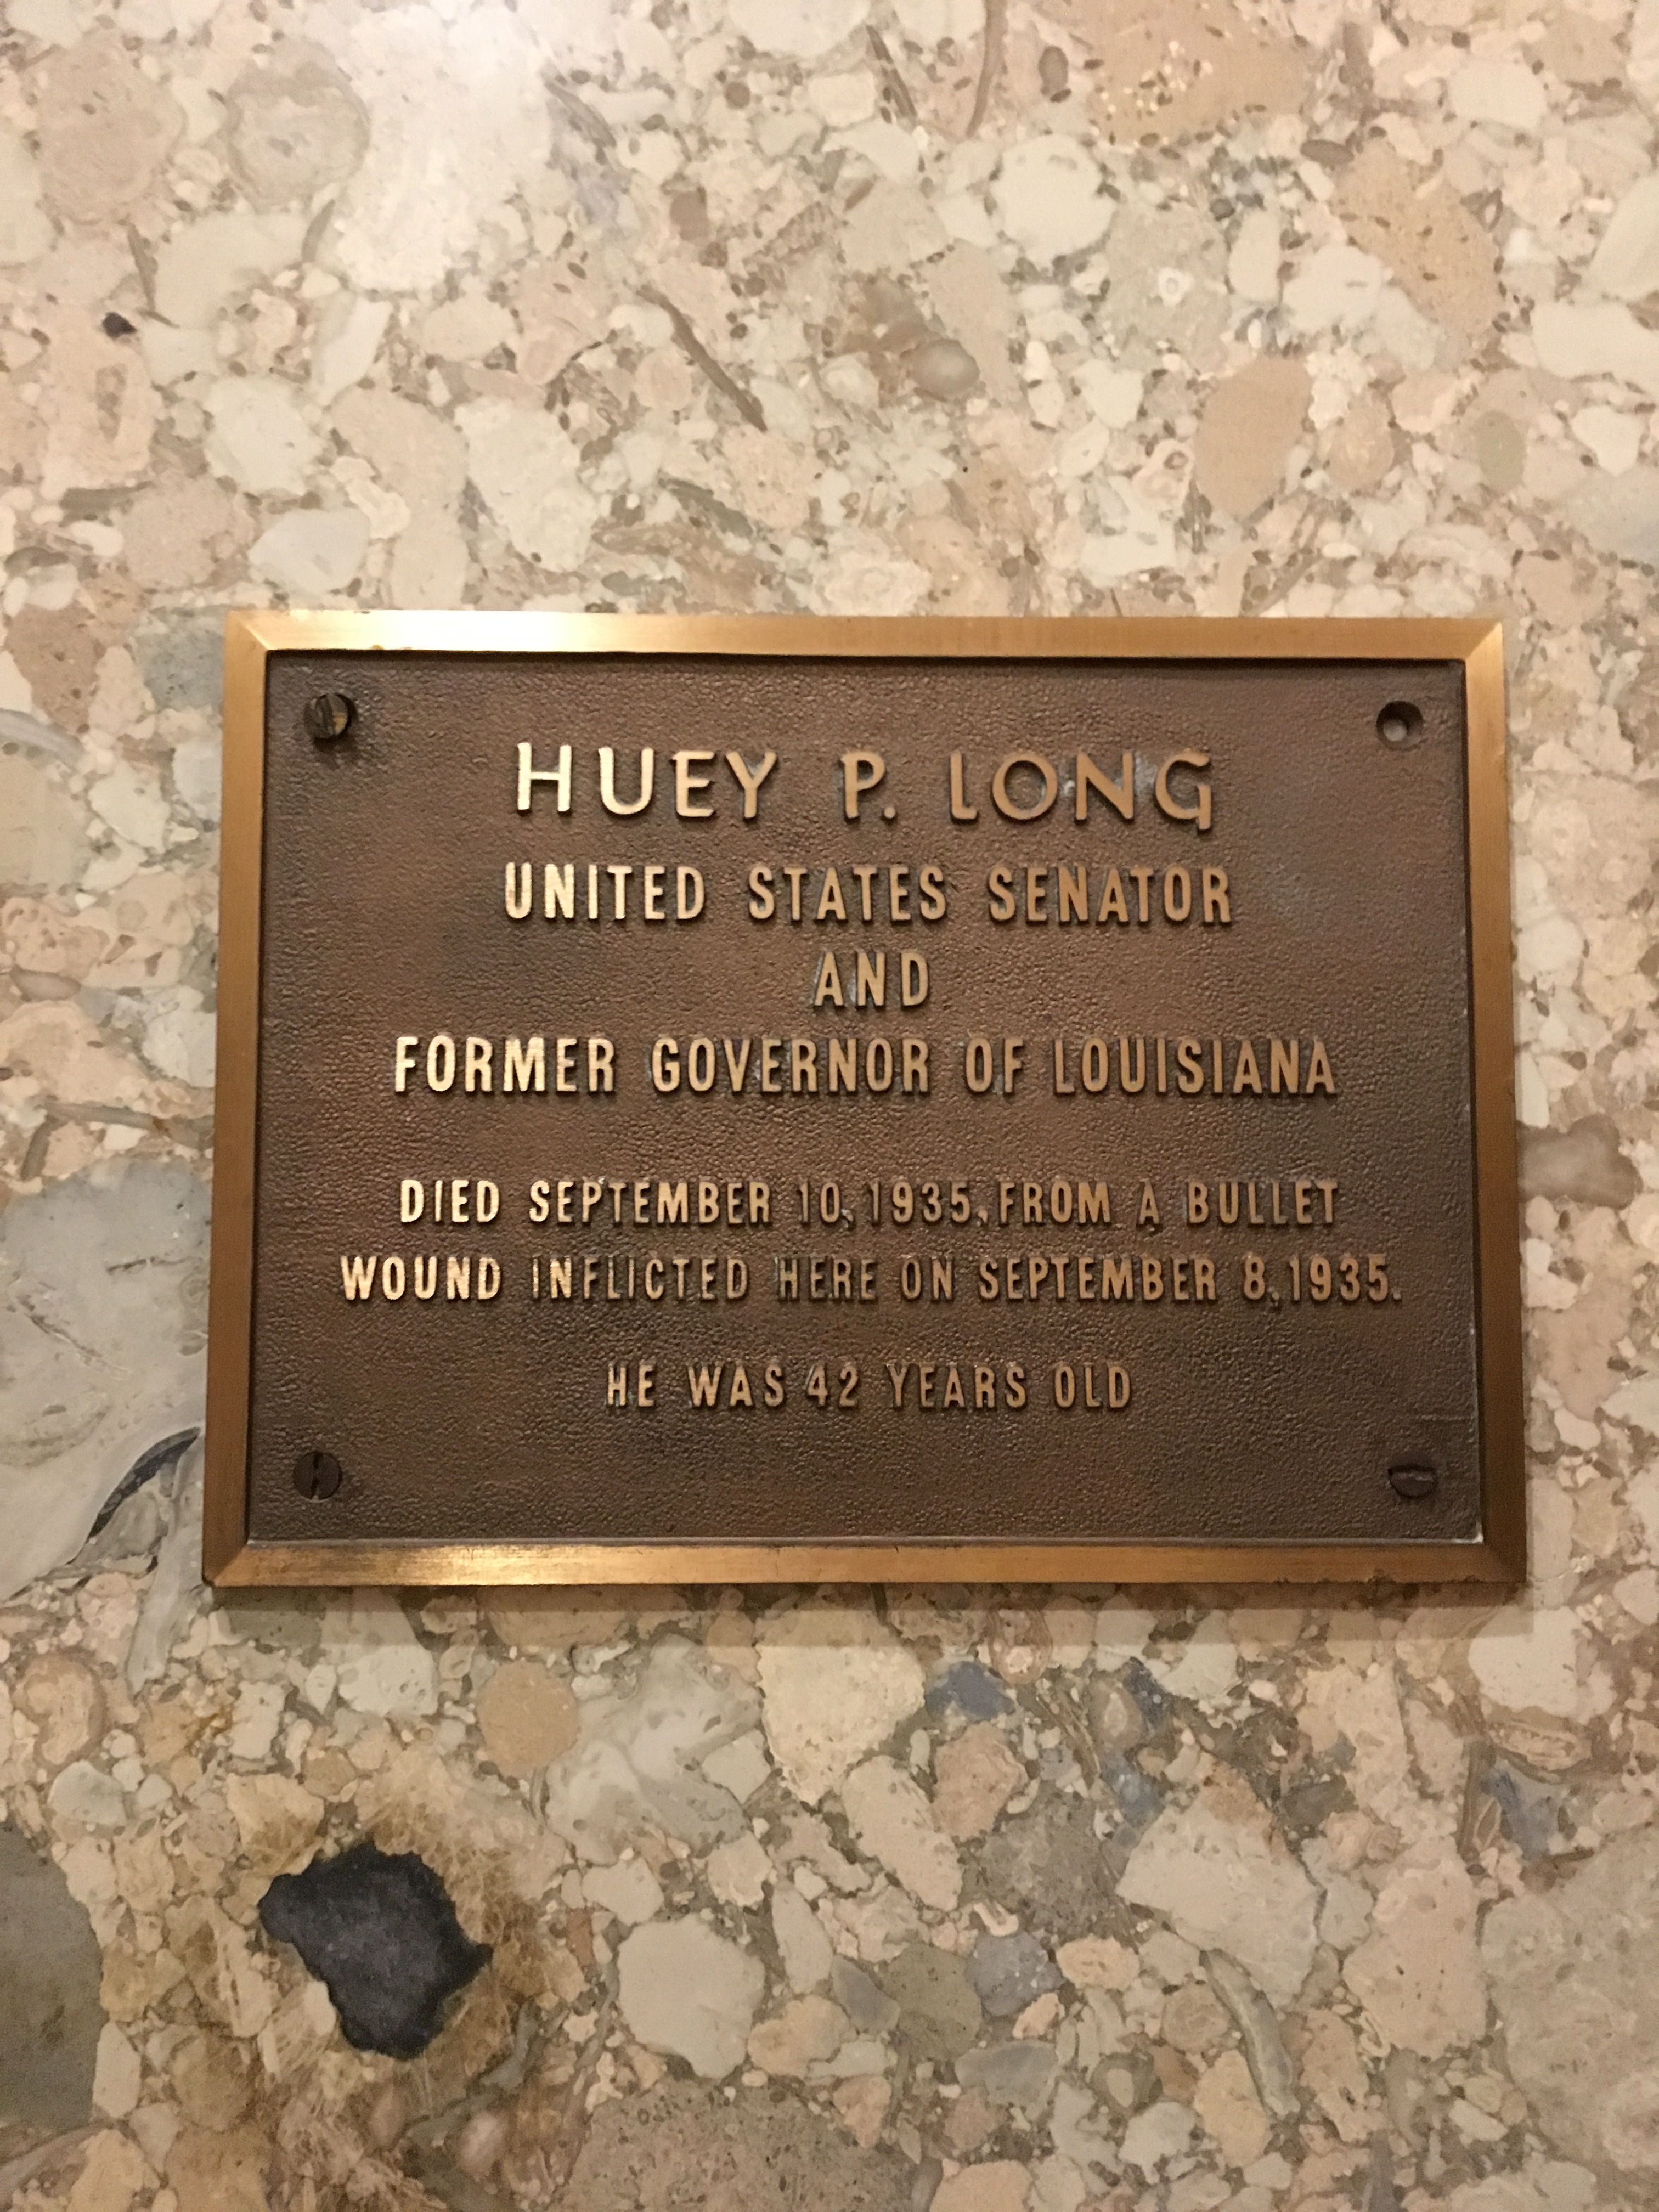 HUEY P. LONG
UNITED STATES SENATOR
AND
FORMER GOVERNOR OF LOUISIANA
DIED SEPTEMBER 10, 1935, FROM A BULLET
WOUND INFLICTED HERE ON SEPTEMBER 8, 1935.
HE WAS 42 YEARS OLD